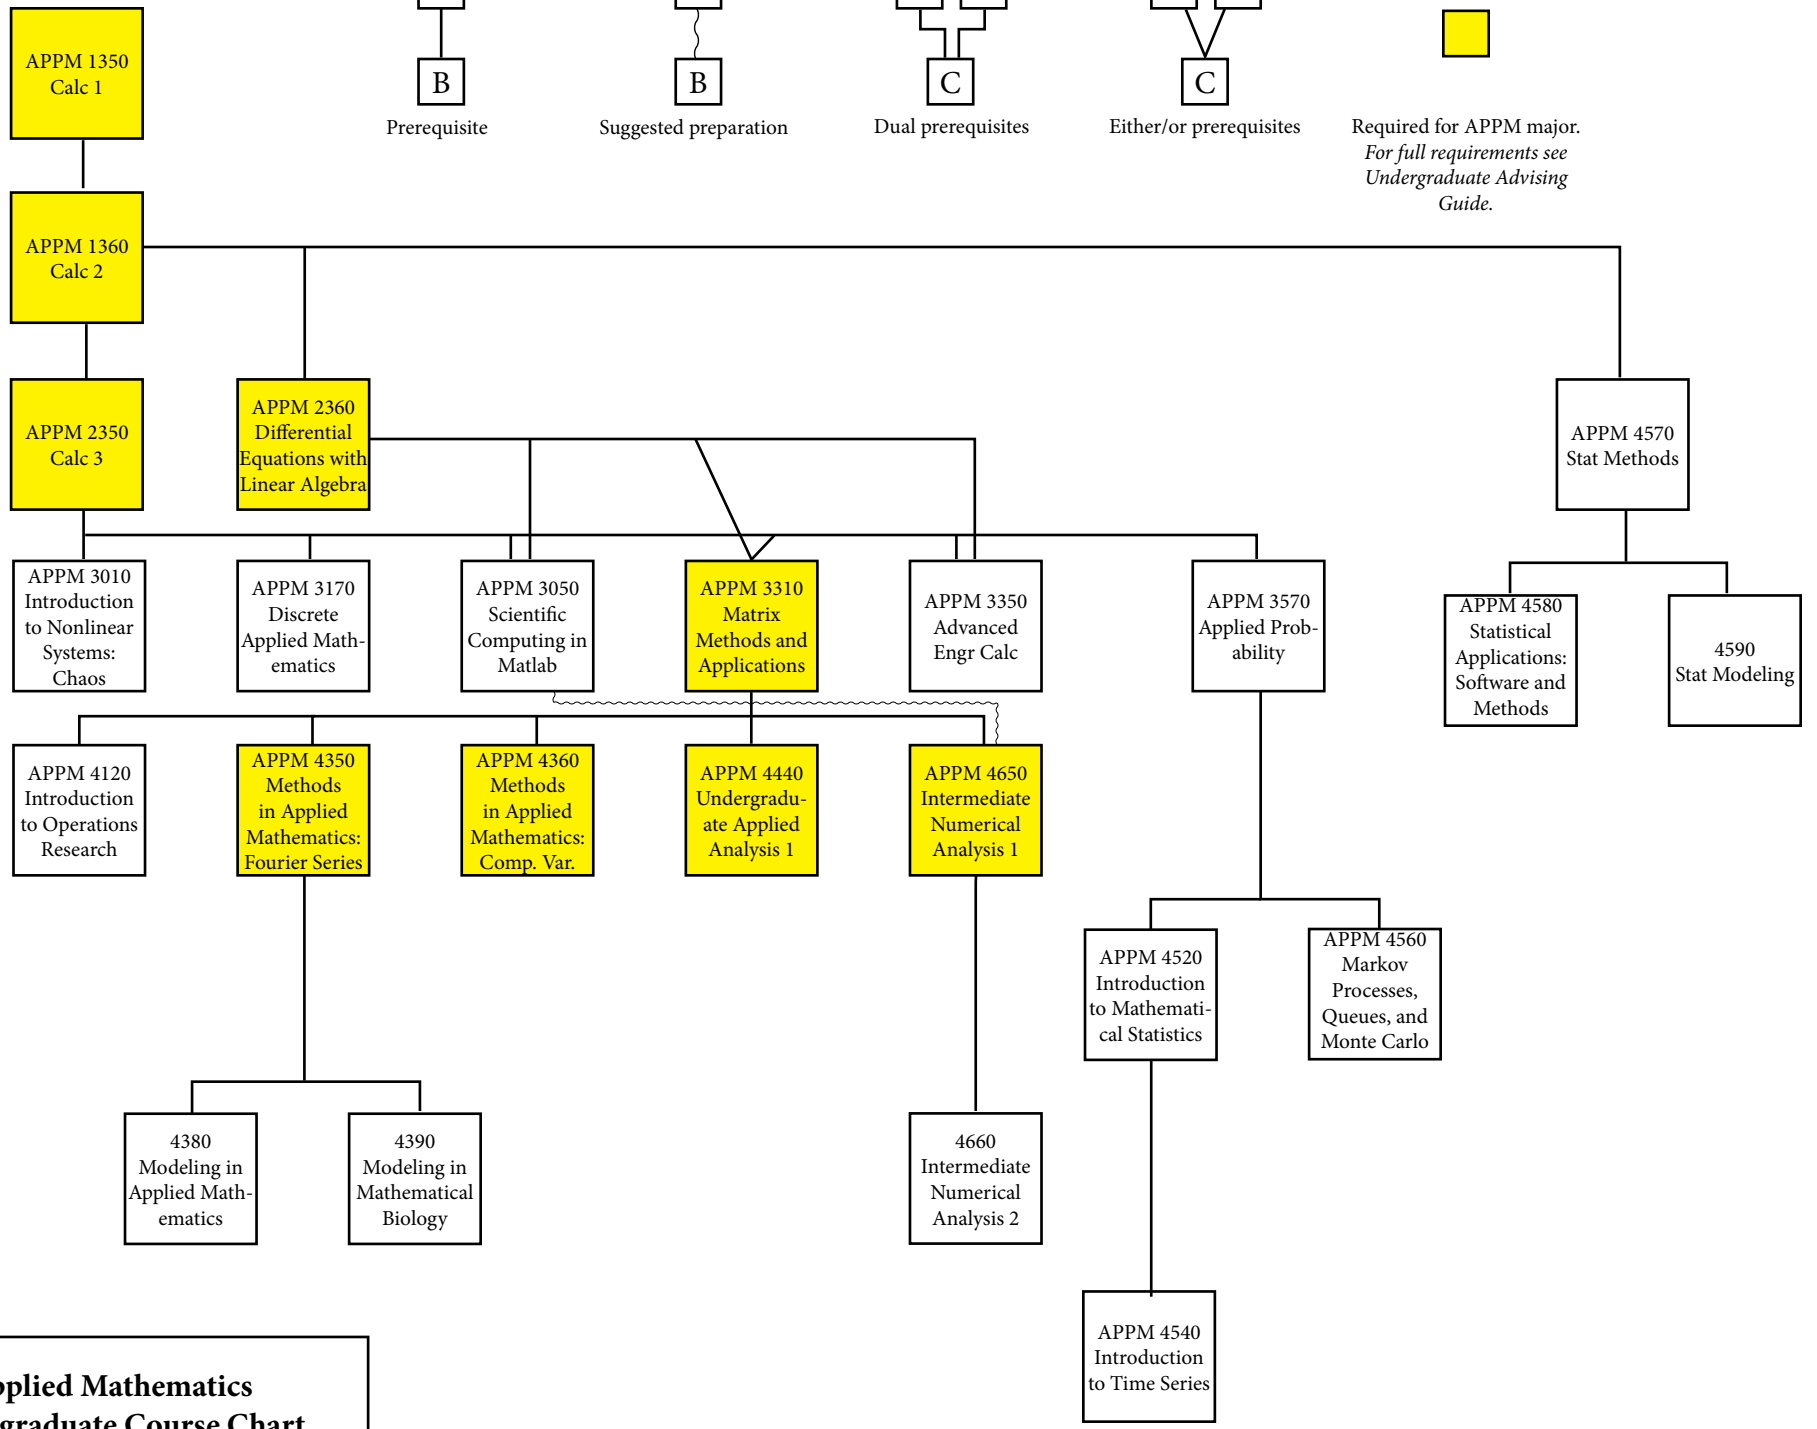 B
B
C
C
Prerequisite
Suggested preparation
Dual prerequisites
Either/or prerequisites
Required for APPM major.
For full requirements see
Undergraduate Advising
Guide.
APPM 1350
Calc 1
APPM 1360
Calc 2
APPM 2350
Calc 3
APPM 2360
Differential
Equations with
Linear Algebra
APPM 4570
Stat Methods
APPM 3010
Introduction
to Nonlinear
Systems:
Chaos
APPM 3170
Discrete
Applied Math-
ematics
APPM 3050
Scientific
Computing in
Matlab
APPM 3310
Matrix
Methods and
Applications
APPM 3350
Advanced
Engr Calc
APPM 3570
Applied Prob-
ability
APPM 4580
Statistical
Applications:
Software and
Methods
4590
Stat Modeling
APPM 4120
Introduction
to Operations
Research
APPM 4350
Methods
in Applied
Mathematics:
Fourier Series
APPM 4360
Methods
in Applied
Mathematics:
Comp. Var.
APPM 4440
Undergradu-
ate Applied
Analysis 1
APPM 4650
Intermediate
Numerical
Analysis 1
APPM 4520
Introduction
to Mathemati-
cal Statistics
APPM 4560
Markov
Processes,
Queues, and
Monte Carlo
4380
Modeling in
Applied Math-
ematics
4390
Modeling in
Mathematical
Biology
4660
Intermediate
Numerical
Analysis 2
APPM 4540
Introduction
to Time Series
Mathematics
Course Chart